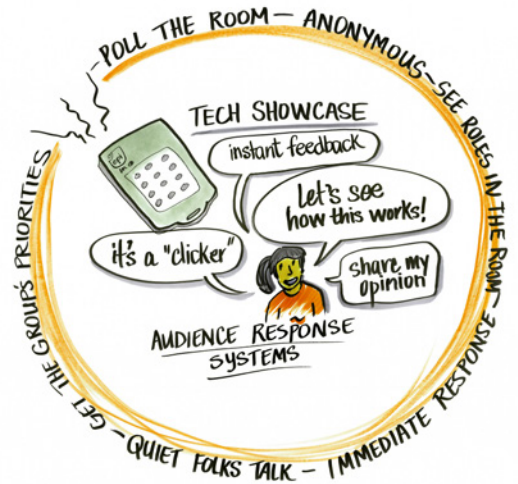 POLL THE ROOM — ANONYMOUS — SEE ROLES IN THE ROOM — IMMEDIATE RESPONSE — QUIET FOLKS TALK — GET THE GROUP'S PRIORITIES
TECH SHOWCASE
instant feedback
Let's see
how this works!
it's a "clicker"
share my
opinion
AUDIENCE RESPONSE
SYSTEMS